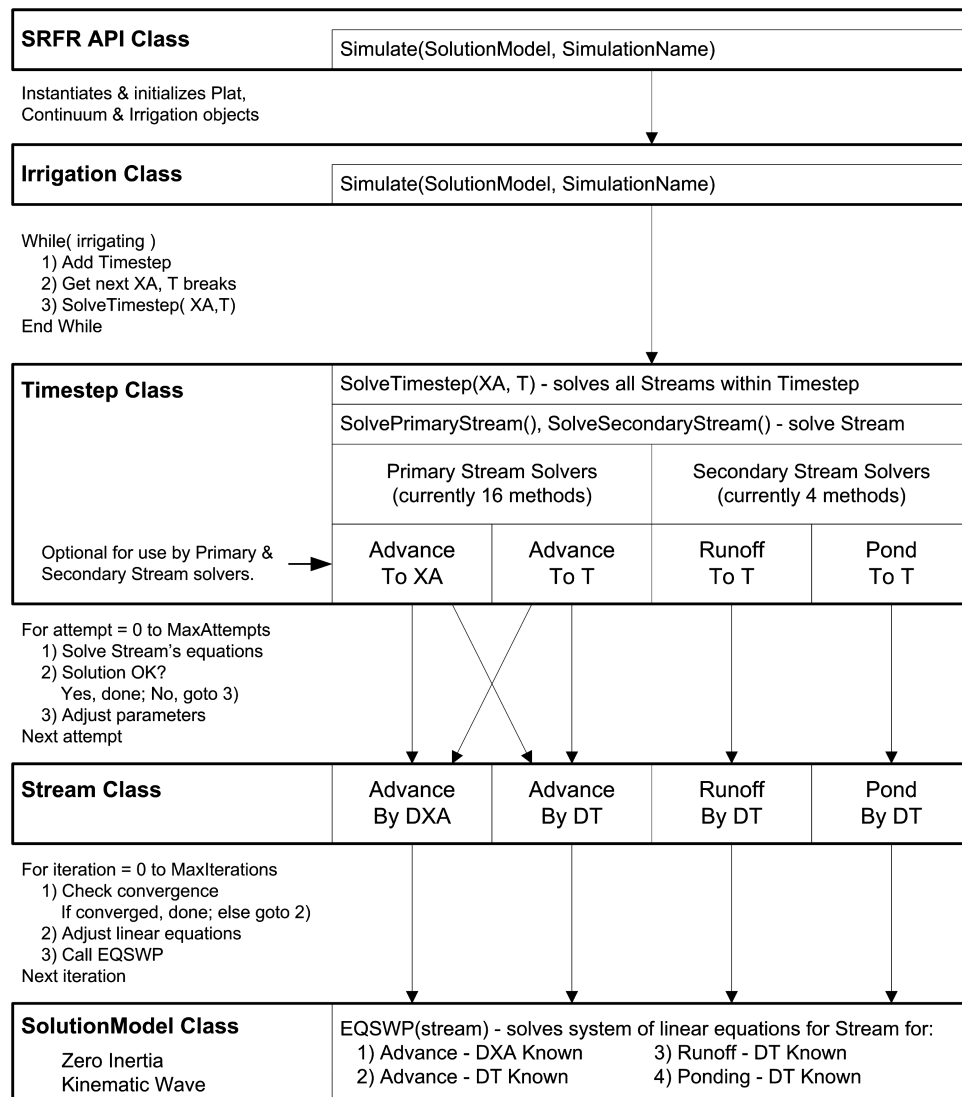 SRFR API Class
Simulate(SolutionModel, SimulationName)
Instantiates & initializes Plat,
Continuum & Irrigation objects
Irrigation Class
Simulate(SolutionModel, SimulationName)
While( irrigating )
1) Add Timestep
2) Get next XA, T breaks
3) SolveTimestep( XA,T)
End While
Timestep Class
SolveTimestep(XA, T) - solves all Streams within Timestep
SolvePrimaryStream(), SolveSecondaryStream() - solve Stream
Primary Stream Solvers
(currently 16 methods)
Secondary Stream Solvers
(currently 4 methods)
Optional for use by Primary &
Secondary Stream solvers.
Advance
To XA
Advance
To T
Runoff
To T
Pond
To T
For attempt = 0 to MaxAttempts
1) Solve Stream's equations
2) Solution OK?
Yes, done; No, goto 3)
3) Adjust parameters
Next attempt
Stream Class
Advance
By DXA
Advance
By DT
Runoff
By DT
Pond
By DT
For iteration = 0 to MaxIterations
1) Check convergence
If converged, done; else goto 2)
2) Adjust linear equations
3) Call EQSWP
Next iteration
SolutionModel Class
Zero Inertia
Kinematic Wave
EQSWP(stream) - solves system of linear equations for Stream for:
1) Advance - DXA Known
2) Advance - DT Known
3) Runoff - DT Known
4) Ponding - DT Known